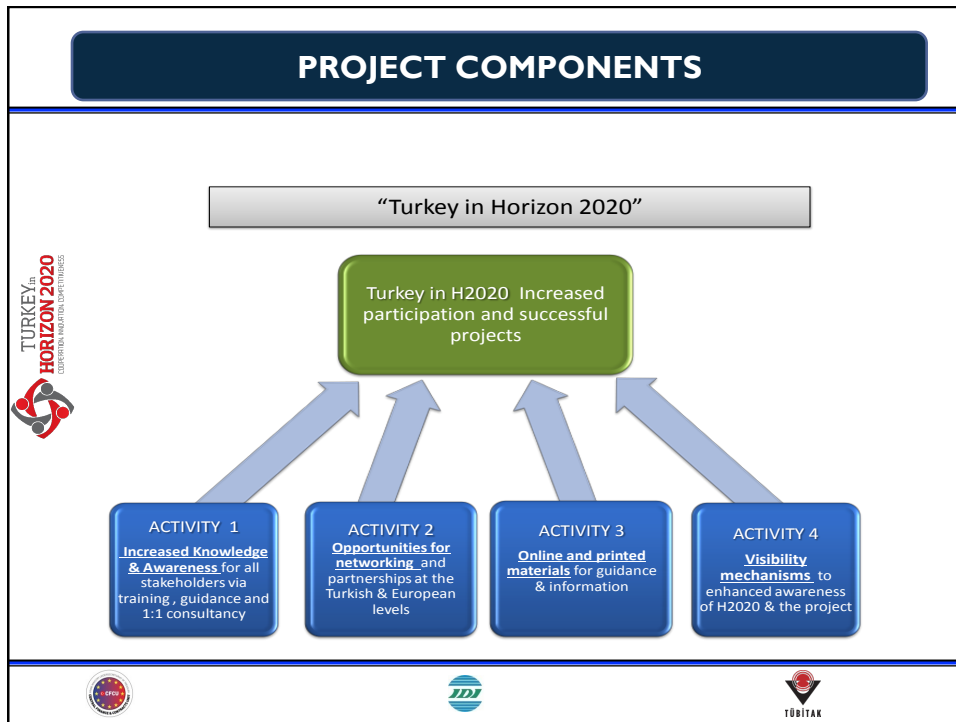 PROJECT COMPONENTS
“Turkey in Horizon 2020”
TURKEY in
HORIZON 2020
COOPERATION, INNOVATION, COMPETITIVENESS
Turkey in H2020 Increased
participation and successful
projects
ACTIVITY 1
Increased Knowledge
& Awareness for all
stakeholders via
training , guidance and
1:1 consultancy
ACTIVITY 2
Opportunities for
networking and
partnerships at the
Turkish & European
levels
ACTIVITY 3
Online and printed
materials for guidance
& information
ACTIVITY 4
Visibility
mechanisms to
enhanced awareness
of H2020 & the project
CFCU
JDI
TÜBİTAK